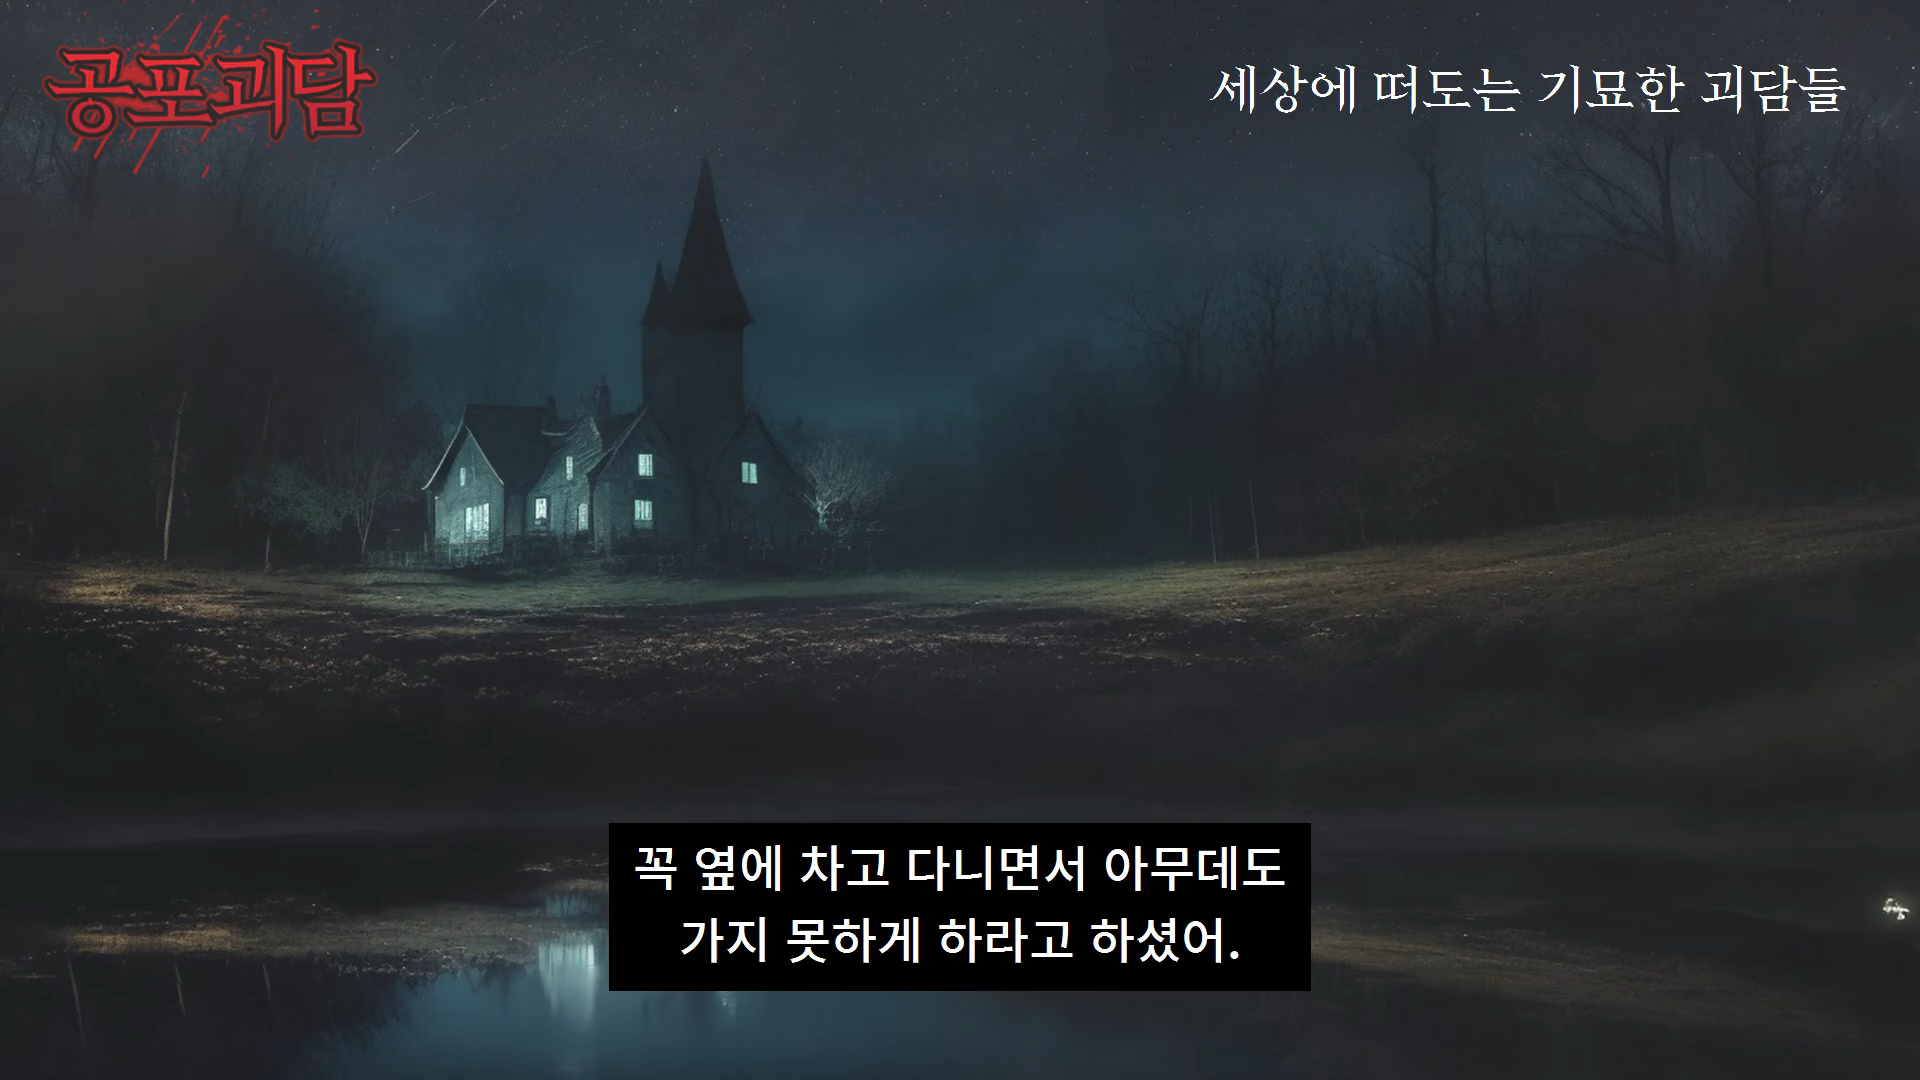 공포괴담
세상에 떠도는 기묘한 괴담들
꼭 옆에 차고 다니면서 아무데도
가지 못하게 하라고 하셨어.